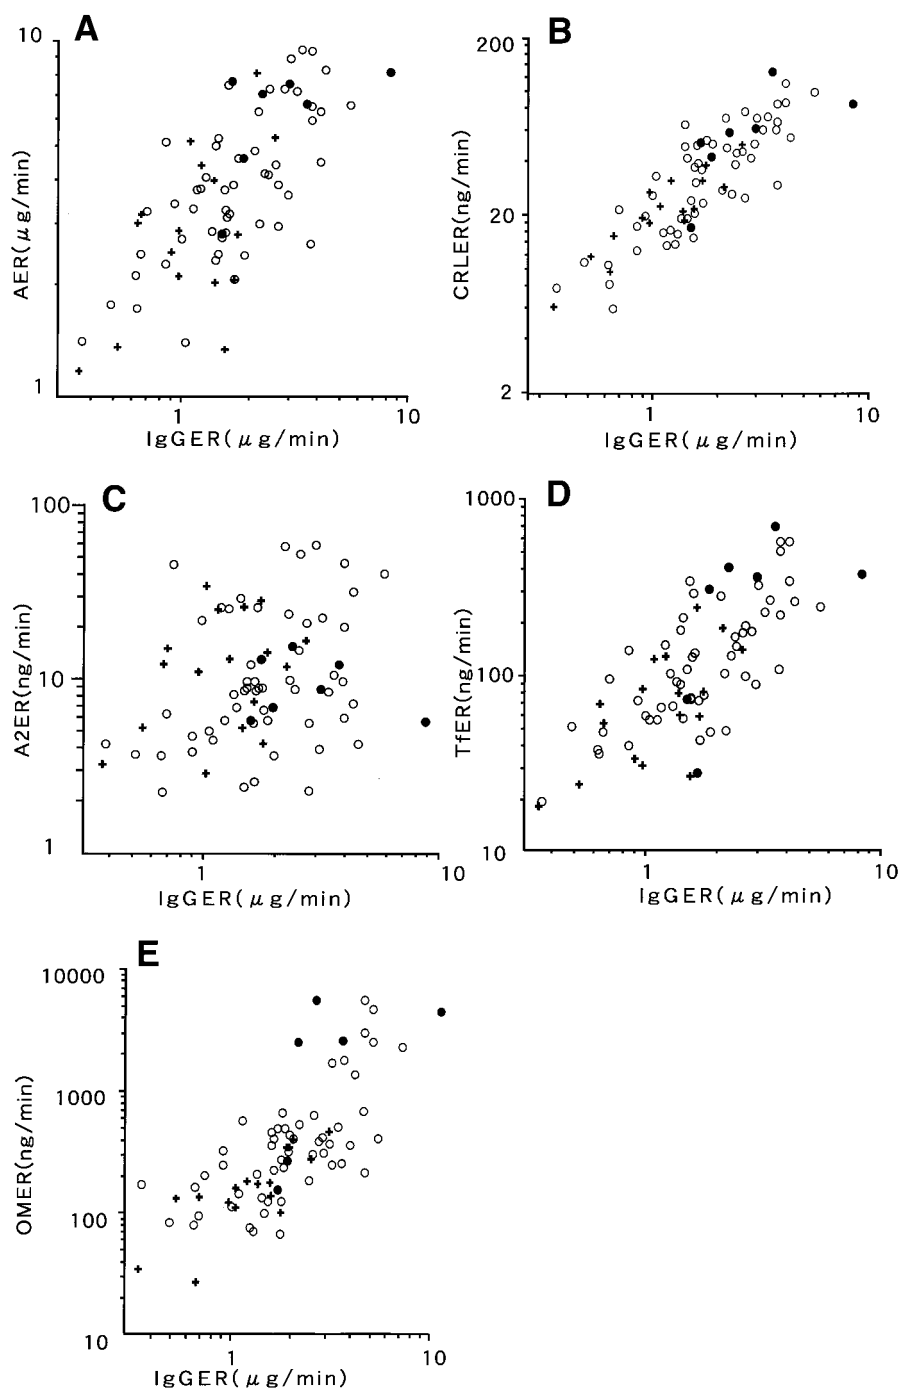 A
10
AER(μg/min)
1
1
10
IgGER(μg/min)
B
200
CRLER(ng/min)
20
2
1
10
IgGER(μg/min)
C
100
A2ER(ng/min)
10
1
1
10
IgGER(μg/min)
D
1000
TfER(ng/min)
100
10
1
10
IgGER(μg/min)
E
10000
1000
OMER(ng/min)
100
10
1
10
IgGER(μg/min)